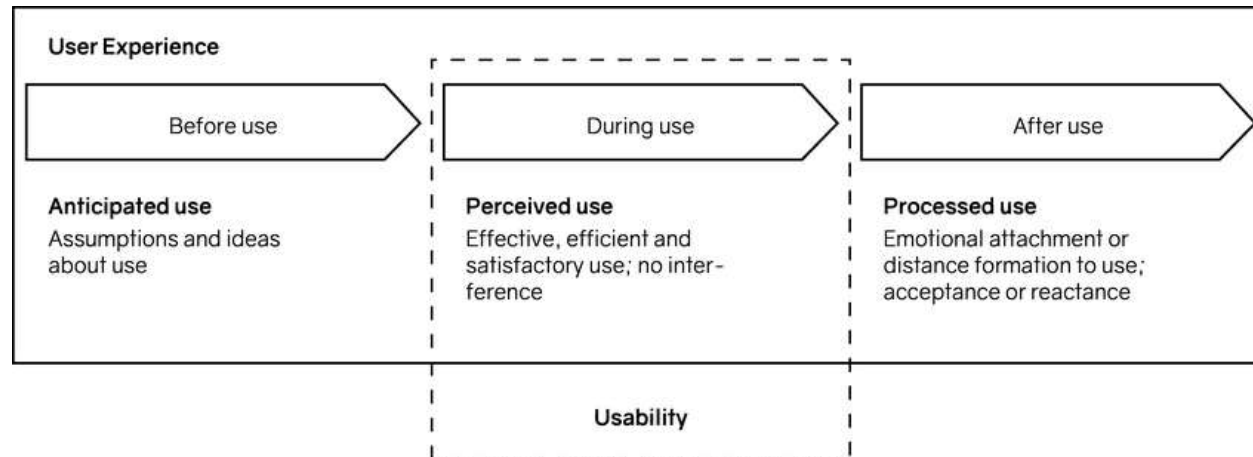 User Experience
Before use
During use
After use
Anticipated use
Assumptions and ideas
about use
Perceived use
Effective, efficient and
satisfactory use; no inter-
ference
Processed use
Emotional attachment or
distance formation to use;
acceptance or reactance
Usability